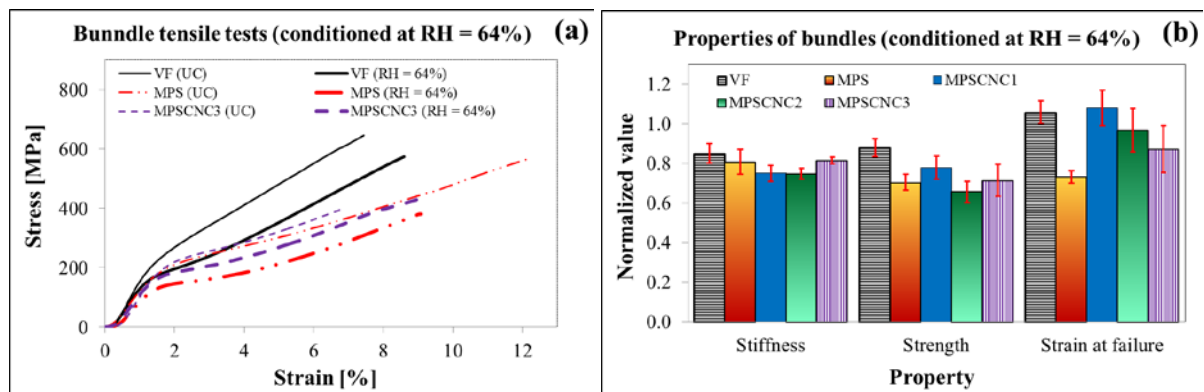 Bunndle tensile tests (conditioned at RH = 64%) (a)
VF (UC) VF (RH = 64%)
MPS (UC) MPS (RH = 64%)
MPSCNC3 (UC) MPSCNC3 (RH = 64%)
800
600
400
200
0
Stress [MPa]
0 2 4 6 8 10 12
Strain [%]
Properties of bundles (conditioned at RH = 64%) (b)
VF MPS MPSCNC1
MPSCNC2 MPSCNC3
1.2
1.0
0.8
0.6
0.4
0.2
0.0
Normalized value
Stiffness Strength Strain at failure
Property